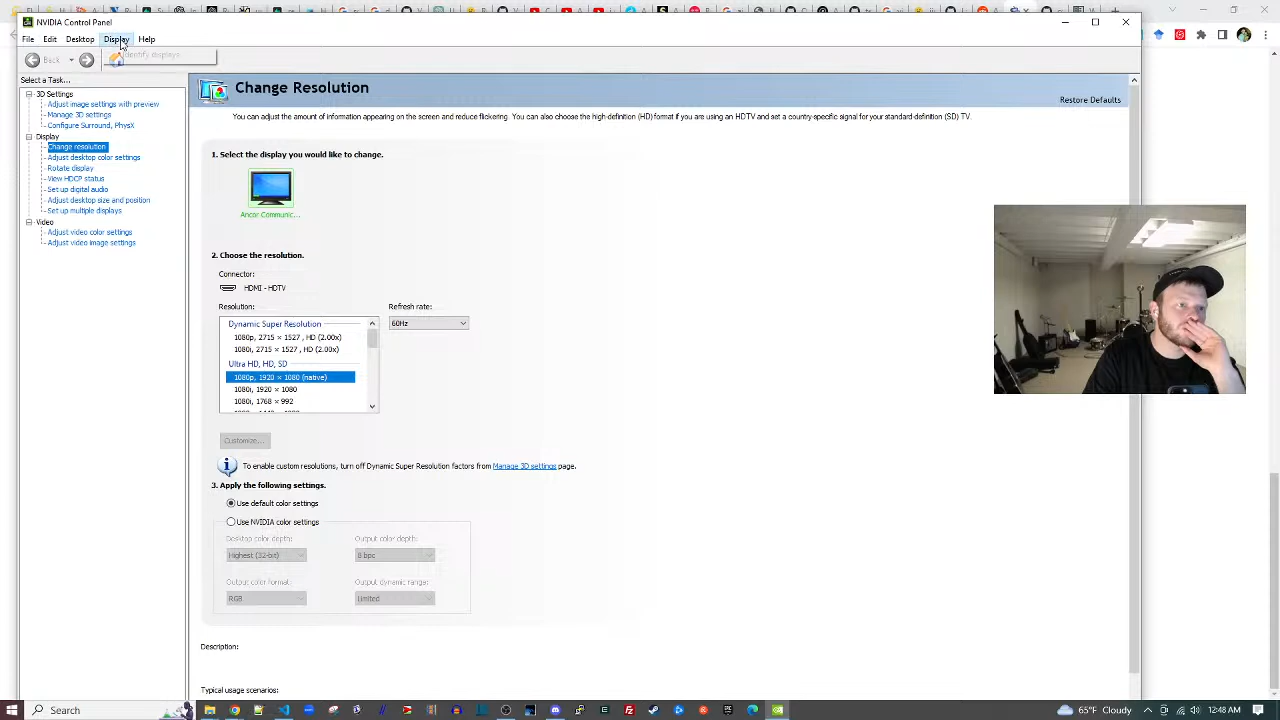 NVIDIA Control Panel
File Edit Desktop Display Help
Back Identify displays
Select a Task...
3D Settings
Adjust image settings with preview
Manage 3D settings
Configure Surround, PhysX
Display
Change resolution
Adjust desktop color settings
Rotate display
View HDCP status
Set up digital audio
Adjust desktop size and position
Set up multiple displays
Video
Adjust video color settings
Adjust video image settings
Change Resolution
Restore Defaults
You can adjust the amount of information appearing on the screen and reduce flickering. You can also choose the high-definition (HD) format if you are using an HDTV and set a country-specific signal for your standard-definition (SD) TV.
1. Select the display you would like to change.
Ancor Communic...
2. Choose the resolution.
Connector:
HDMI - HDTV
Resolution: Refresh rate:
60Hz
Dynamic Super Resolution
1080p, 2715 × 1527 , HD (2.00x)
1080i, 2715 × 1527 , HD (2.00x)
Ultra HD, HD, SD
1080p, 1920 × 1080 (native)
1080i, 1920 × 1080
1080i, 1768 × 992
Customize...
To enable custom resolutions, turn off Dynamic Super Resolution factors from Manage 3D settings page.
3. Apply the following settings.
Use default color settings
Use NVIDIA color settings
Desktop color depth: Output color depth:
Highest (32-bit) 8 bpc
Output color format: Output dynamic range:
RGB Limited
Description:
Typical usage scenarios:
Search 65°F Cloudy 12:48 AM